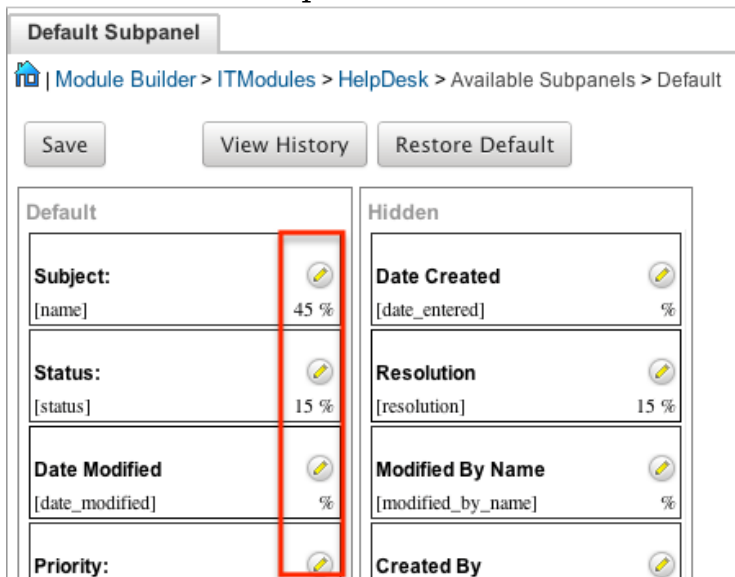 Default Subpanel
| Module Builder > ITModules > HelpDesk > Available Subpanels > Default
Save View History Restore Default
Default
Subject:
[name] 45 %
Status:
[status] 15 %
Date Modified
[date_modified] %
Priority:
Hidden
Date Created
[date_entered] %
Resolution
[resolution] 15 %
Modified By Name
[modified_by_name] %
Created By